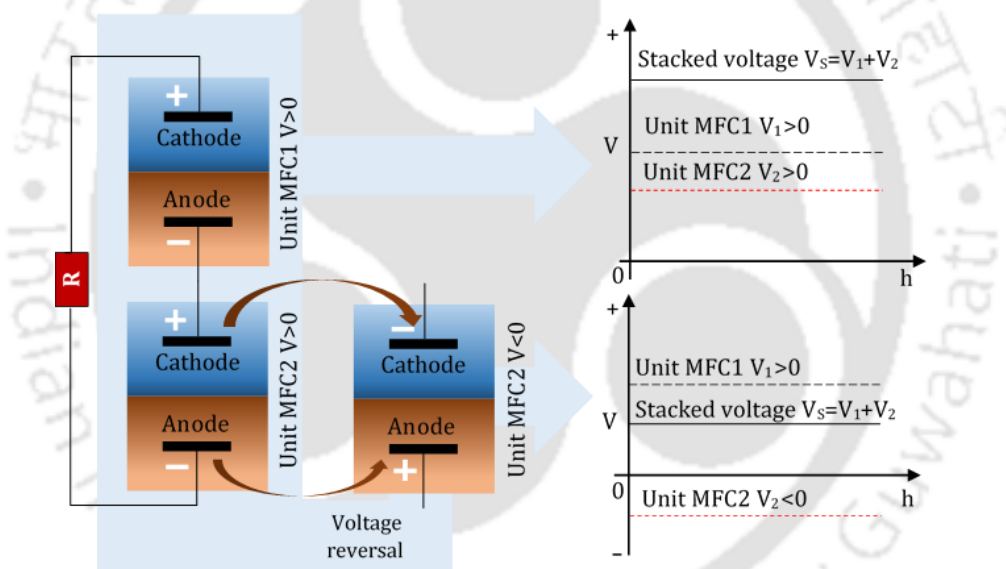 +
Cathode
Anode
−
Unit MFC1 V>0
R
+
Cathode
Anode
−
Unit MFC2 V>0
−
Cathode
Anode
+
Unit MFC2 V<0
Voltage
reversal
+
Stacked voltage Vₛ=V₁+V₂
Unit MFC1 V₁>0
V
Unit MFC2 V₂>0
0
h
+
Unit MFC1 V₁>0
Stacked voltage Vₛ=V₁+V₂
V
0
h
Unit MFC2 V₂<0
−
Indian
Guwahati